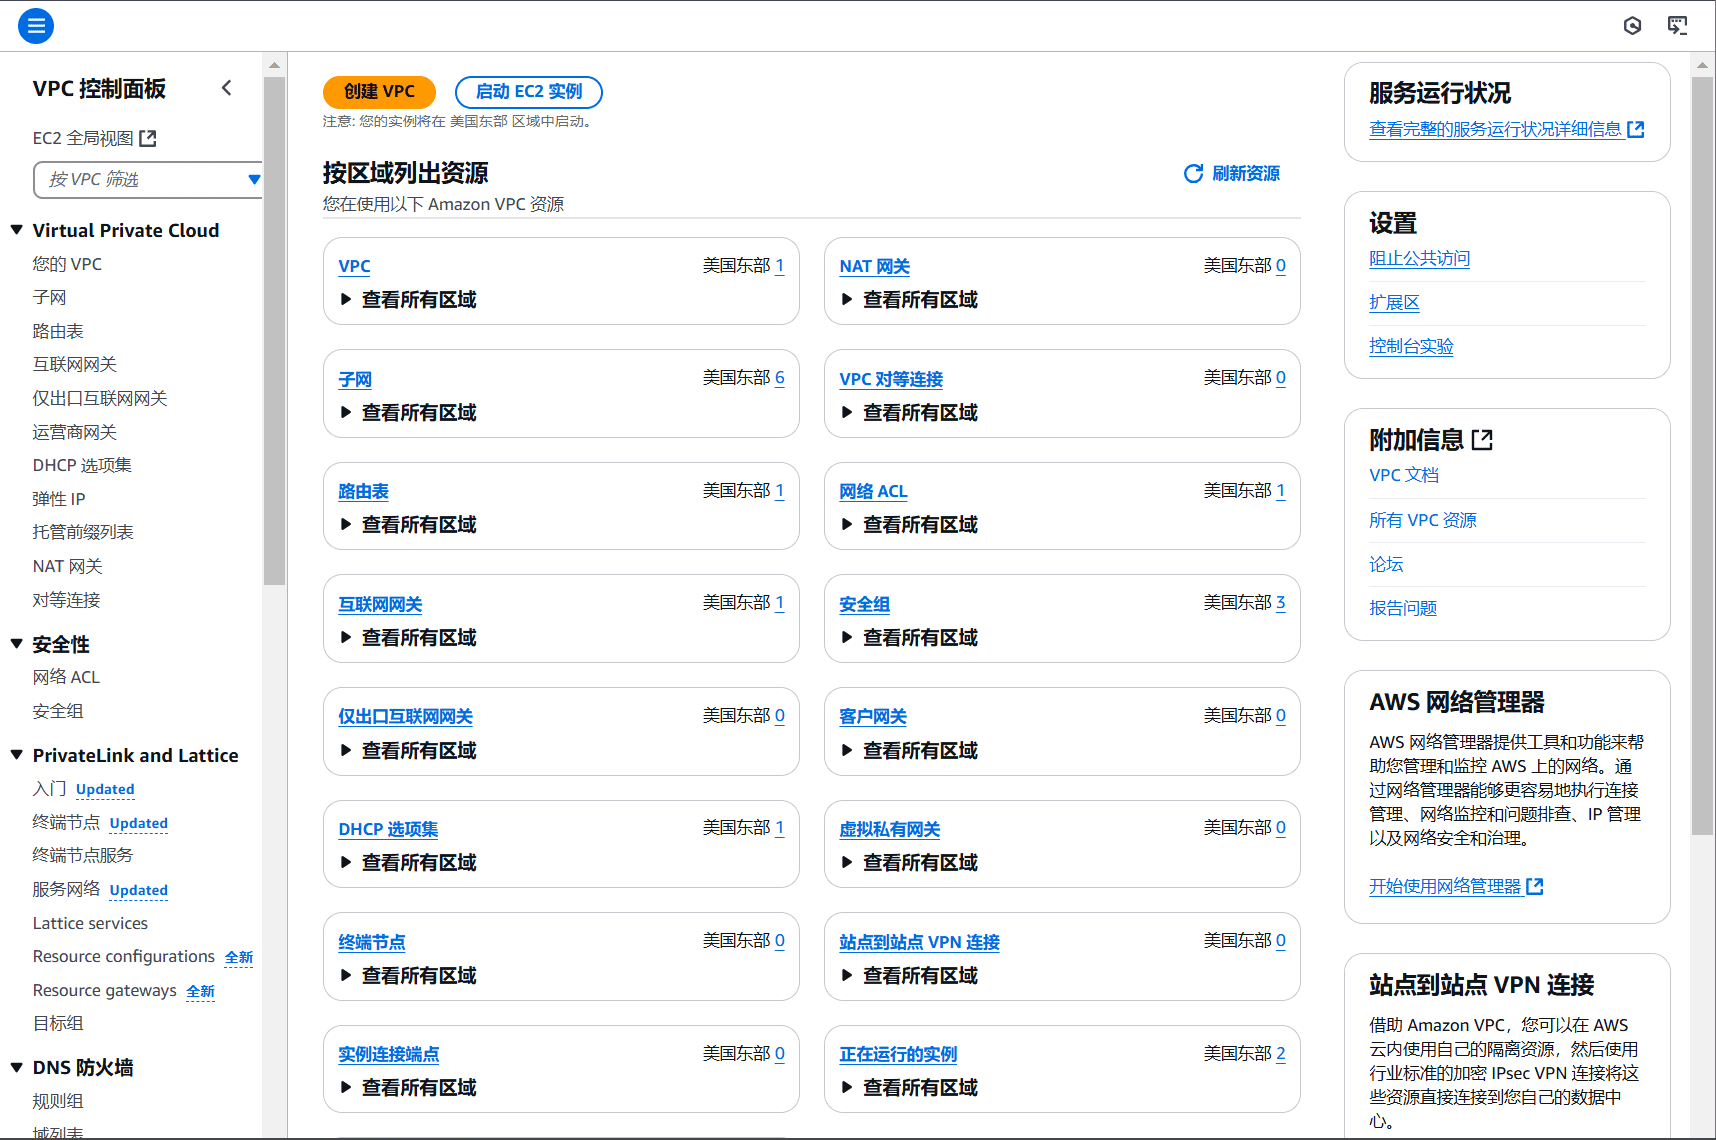 VPC 控制面板
EC2 全局视图
按 VPC 筛选
Virtual Private Cloud
您的 VPC
子网
路由表
互联网网关
仅出口互联网网关
运营商网关
DHCP 选项集
弹性 IP
托管前缀列表
NAT 网关
对等连接
安全性
网络 ACL
安全组
PrivateLink and Lattice
入门 Updated
终端节点 Updated
终端节点服务
服务网络 Updated
Lattice services
Resource configurations 全新
Resource gateways 全新
目标组
DNS 防火墙
规则组
域列表
创建 VPC 启动 EC2 实例
注意: 您的实例将在 美国东部 区域中启动。
按区域列出资源 刷新资源
您在使用以下 Amazon VPC 资源
VPC 美国东部 1
查看所有区域
NAT 网关 美国东部 0
查看所有区域
子网 美国东部 6
查看所有区域
VPC 对等连接 美国东部 0
查看所有区域
路由表 美国东部 1
查看所有区域
网络 ACL 美国东部 1
查看所有区域
互联网网关 美国东部 1
查看所有区域
安全组 美国东部 3
查看所有区域
仅出口互联网网关 美国东部 0
查看所有区域
客户网关 美国东部 0
查看所有区域
DHCP 选项集 美国东部 1
查看所有区域
虚拟私有网关 美国东部 0
查看所有区域
终端节点 美国东部 0
查看所有区域
站点到站点 VPN 连接 美国东部 0
查看所有区域
实例连接端点 美国东部 0
查看所有区域
正在运行的实例 美国东部 2
查看所有区域
服务运行状况
查看完整的服务运行状况详细信息
设置
阻止公共访问
扩展区
控制台实验
附加信息
VPC 文档
所有 VPC 资源
论坛
报告问题
AWS 网络管理器
AWS 网络管理器提供工具和功能来帮
助您管理和监控 AWS 上的网络。通
过网络管理器能够更容易地执行连接
管理、网络监控和问题排查、IP 管理
以及网络安全和治理。
开始使用网络管理器
站点到站点 VPN 连接
借助 Amazon VPC，您可以在 AWS
云内使用自己的隔离资源，然后使用
行业标准的加密 IPsec VPN 连接将这
些资源直接连接到您自己的数据中
心。